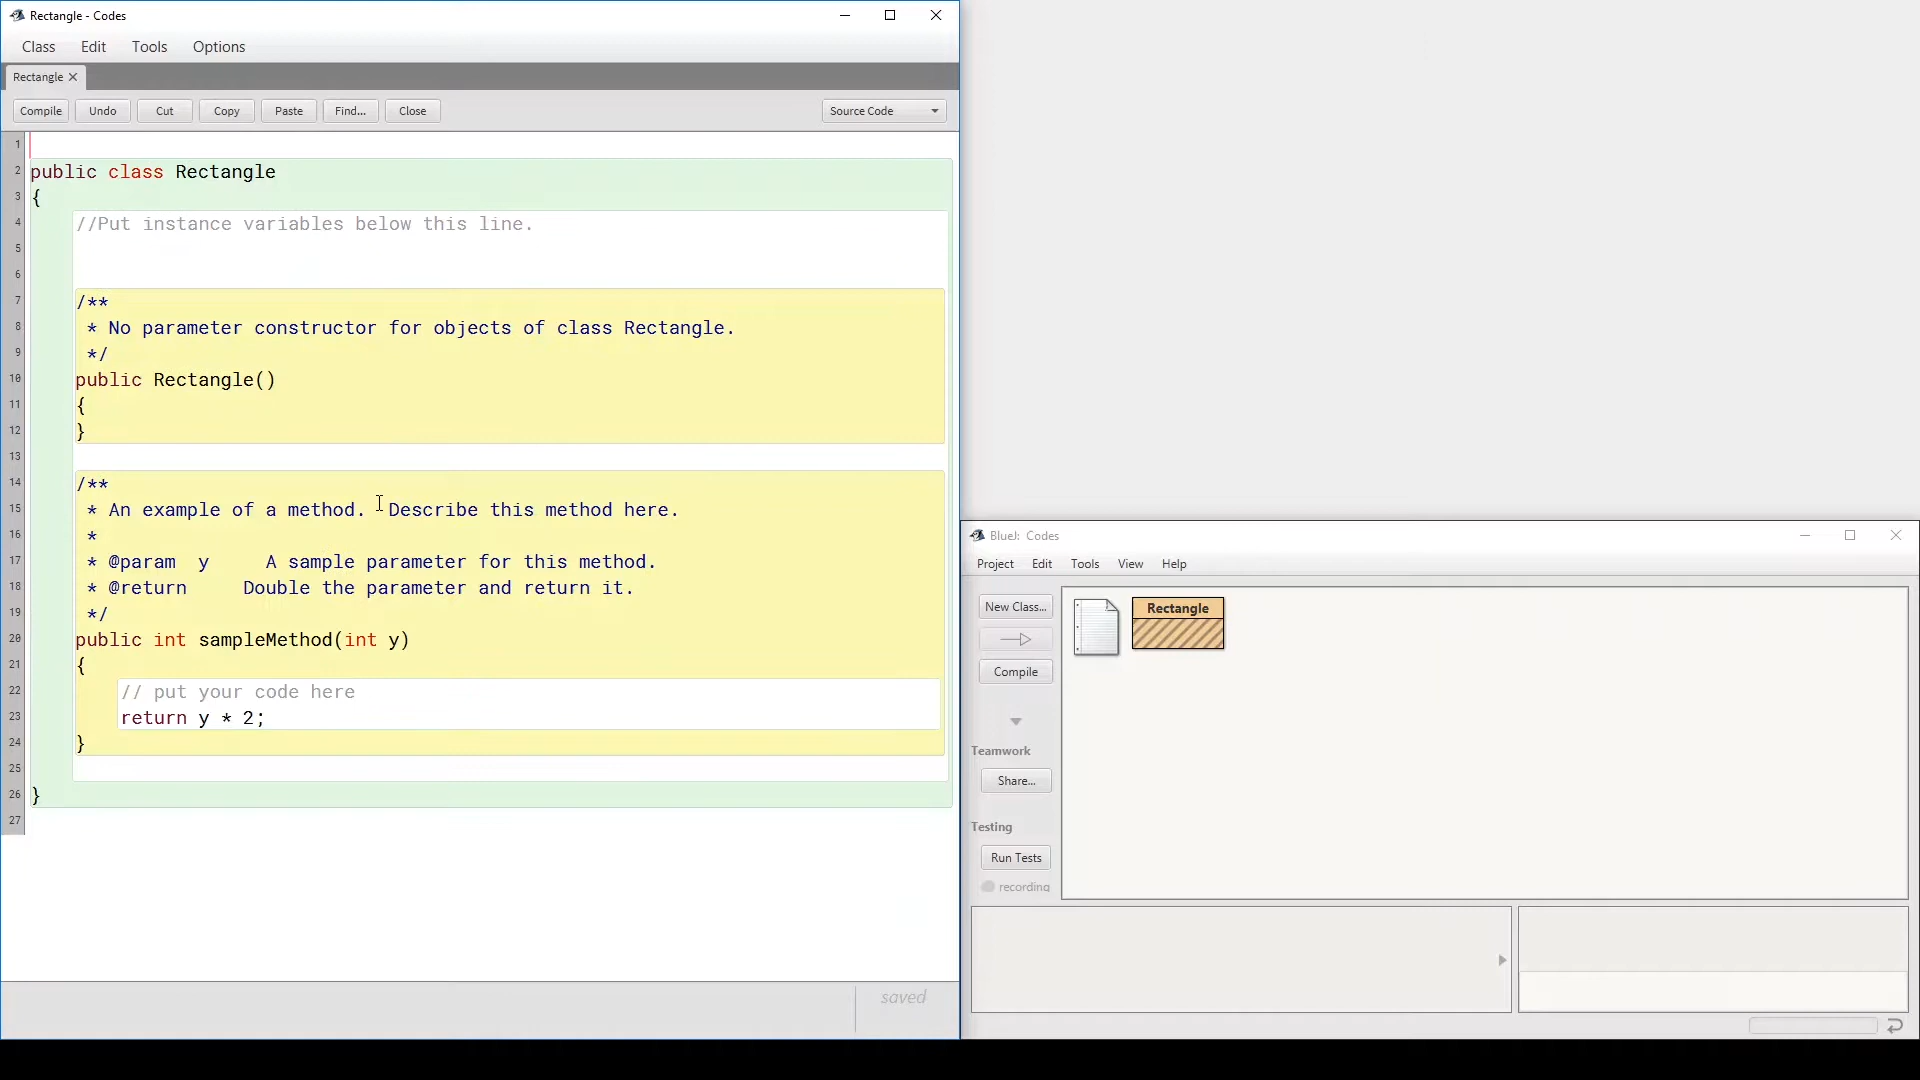 Rectangle - Codes
Class Edit Tools Options
Rectangle
Compile Undo Cut Copy Paste Find... Close Source Code
1
2 public class Rectangle
3 {
4 //Put instance variables below this line.
5
6
7 /**
8 * No parameter constructor for objects of class Rectangle.
9 */
10 public Rectangle()
11 {
12 }
13
14 /**
15 * An example of a method. Describe this method here.
16 *
17 * @param y A sample parameter for this method.
18 * @return Double the parameter and return it.
19 */
20 public int sampleMethod(int y)
21 {
22 // put your code here
23 return y * 2;
24 }
25
26 }
27
saved
BlueJ: Codes
Project Edit Tools View Help
New Class...
Rectangle
Compile
Teamwork
Share...
Testing
Run Tests
recording